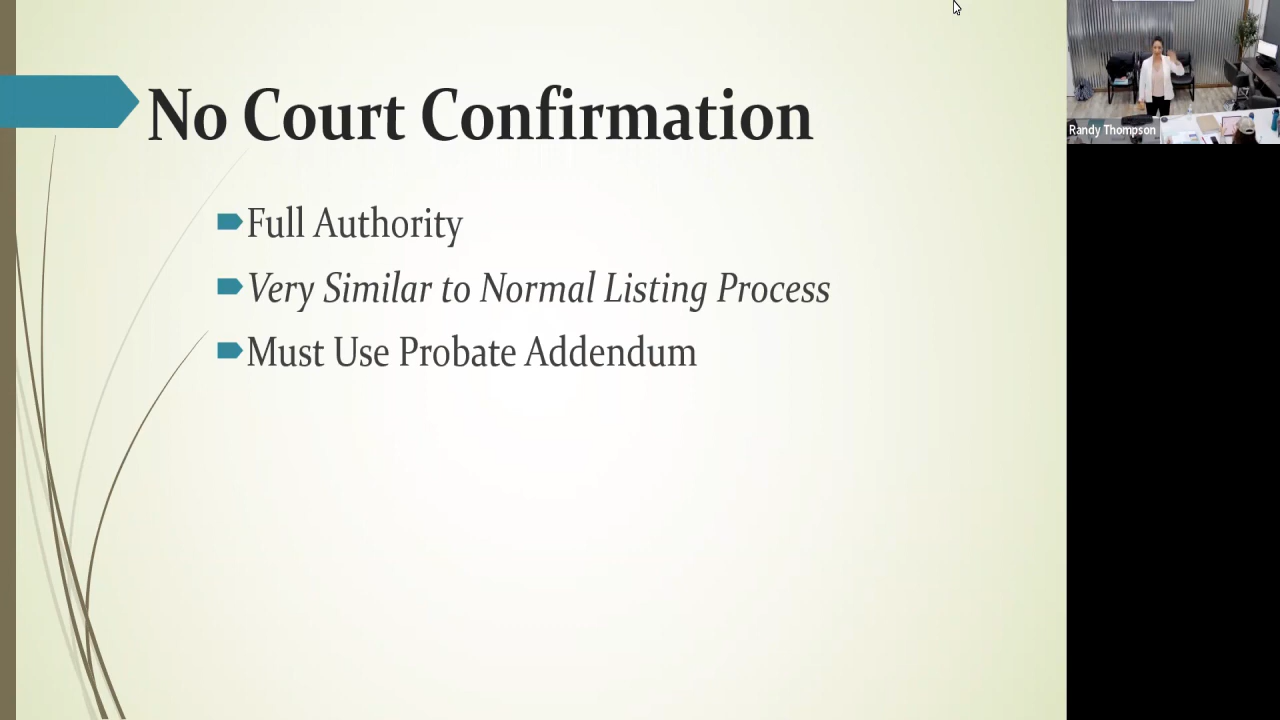 No Court Confirmation
Full Authority
Very Similar to Normal Listing Process
Must Use Probate Addendum
Randy Thompson